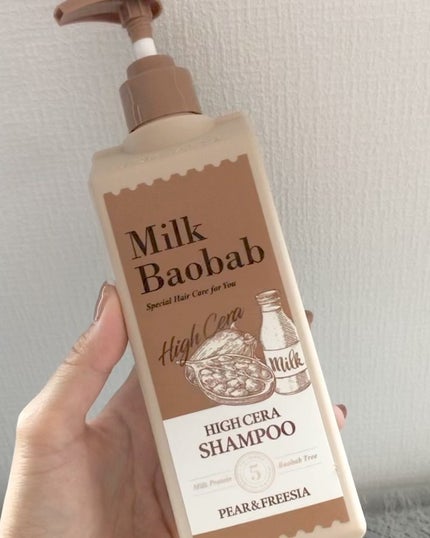 Milk
Baobab
Special Hair Care for You
High Cera
Milk
HIGH CERA
SHAMPOO
Milk Protein 5 Baobab Tree
PEAR&FREESIA